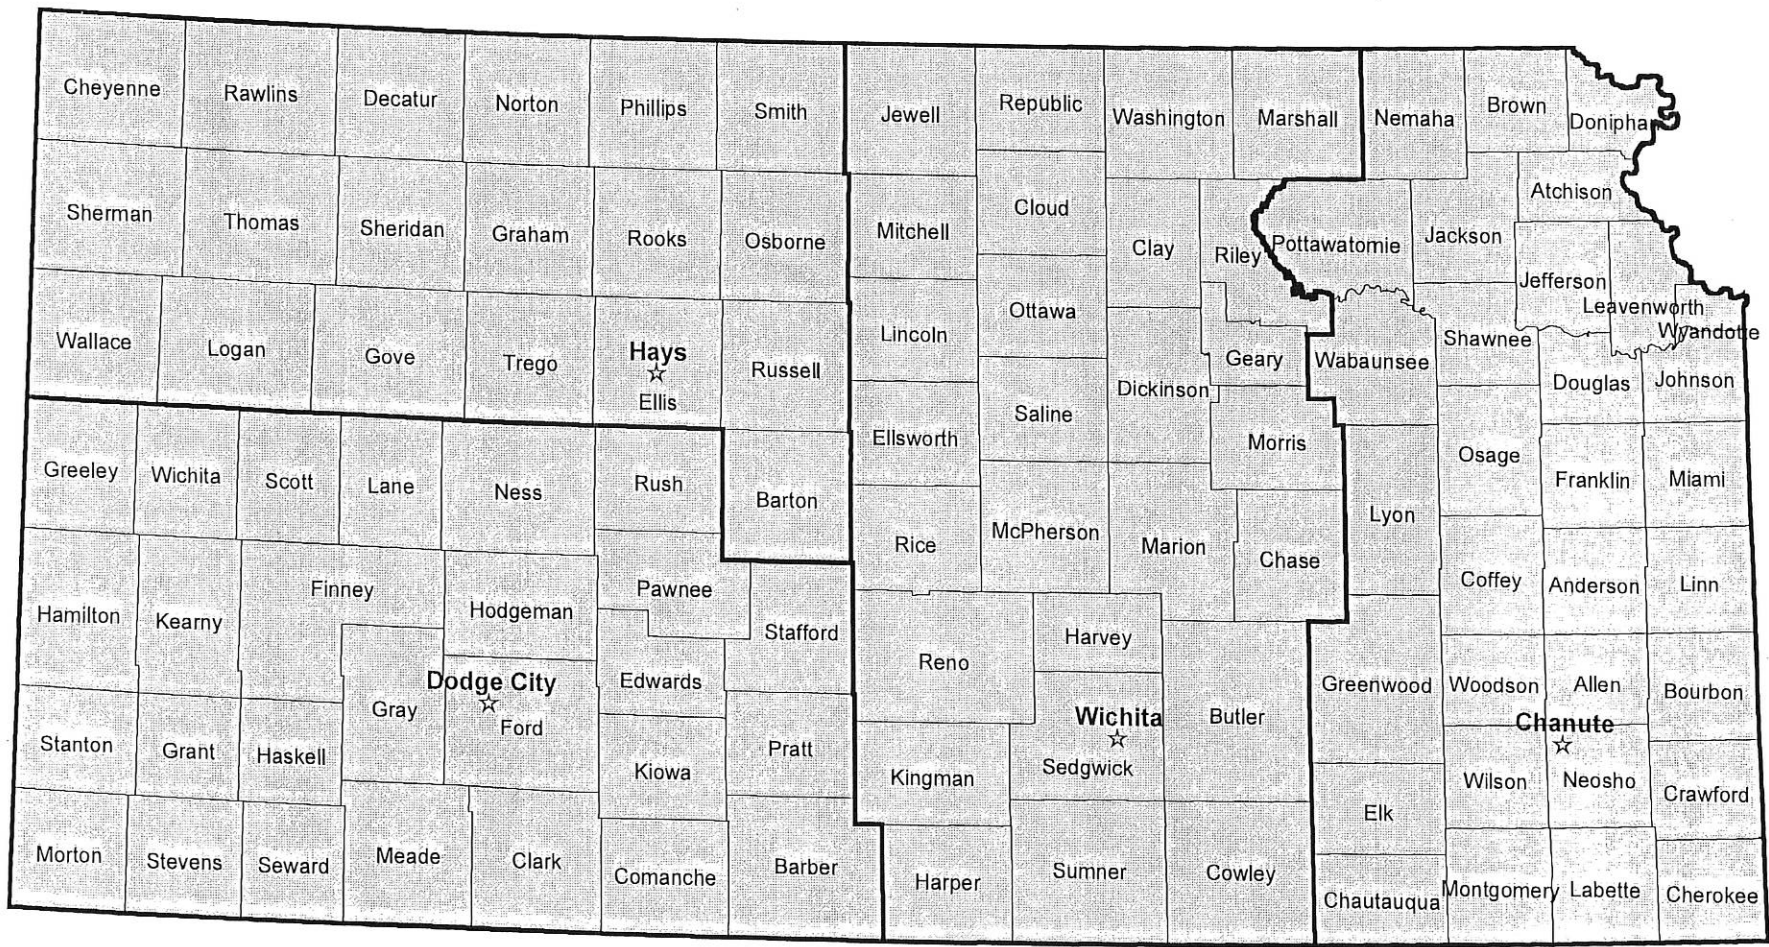 Cheyenne
Rawlins
Decatur
Norton
Phillips
Smith
Jewell
Republic
Washington
Marshall
Nemaha
Brown
Doniphan
Sherman
Thomas
Sheridan
Graham
Rooks
Osborne
Mitchell
Cloud
Clay
Riley
Pottawatomie
Jackson
Atchison
Jefferson
Leavenworth
Wyandotte
Wallace
Logan
Gove
Trego
Hays
Ellis
Russell
Lincoln
Ottawa
Dickinson
Geary
Wabaunsee
Shawnee
Douglas
Johnson
Ellsworth
Saline
Morris
Greeley
Wichita
Scott
Lane
Ness
Rush
Barton
Rice
McPherson
Marion
Chase
Lyon
Osage
Franklin
Miami
Hamilton
Kearny
Finney
Hodgeman
Pawnee
Stafford
Reno
Harvey
Coffey
Anderson
Linn
Dodge City
Gray
Ford
Edwards
Wichita
Sedgwick
Butler
Greenwood
Woodson
Allen
Bourbon
Chanute
Stanton
Grant
Haskell
Kiowa
Pratt
Kingman
Elk
Wilson
Neosho
Crawford
Morton
Stevens
Seward
Meade
Clark
Comanche
Barber
Harper
Sumner
Cowley
Chautauqua
Montgomery
Labette
Cherokee